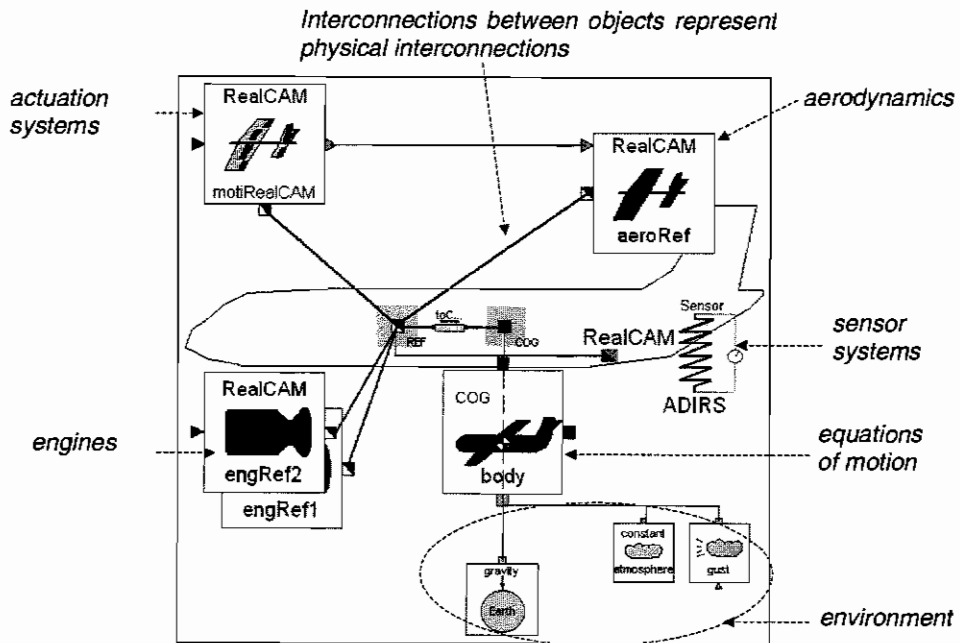 Interconnections between objects represent
physical interconnections
actuation
systems
RealCAM
motiRealCAM
aerodynamics
RealCAM
aeroRef
toC...
REF
COG
RealCAM
Sensor
ADIRS
sensor
systems
RealCAM
engRef2
engRef1
engines
COG
body
equations
of motion
gravity
Earth
constant
atmosphere
gust
environment